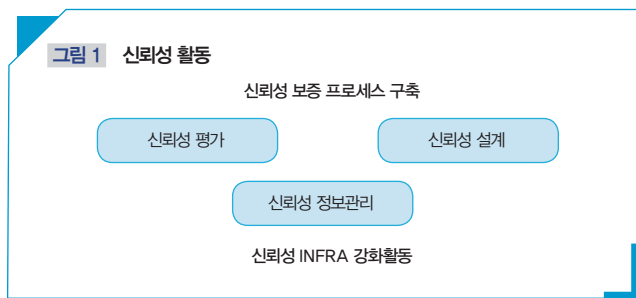 그림 1 신뢰성 활동
신뢰성 보증 프로세스 구축
신뢰성 평가 신뢰성 설계
신뢰성 정보관리
신뢰성 INFRA 강화활동